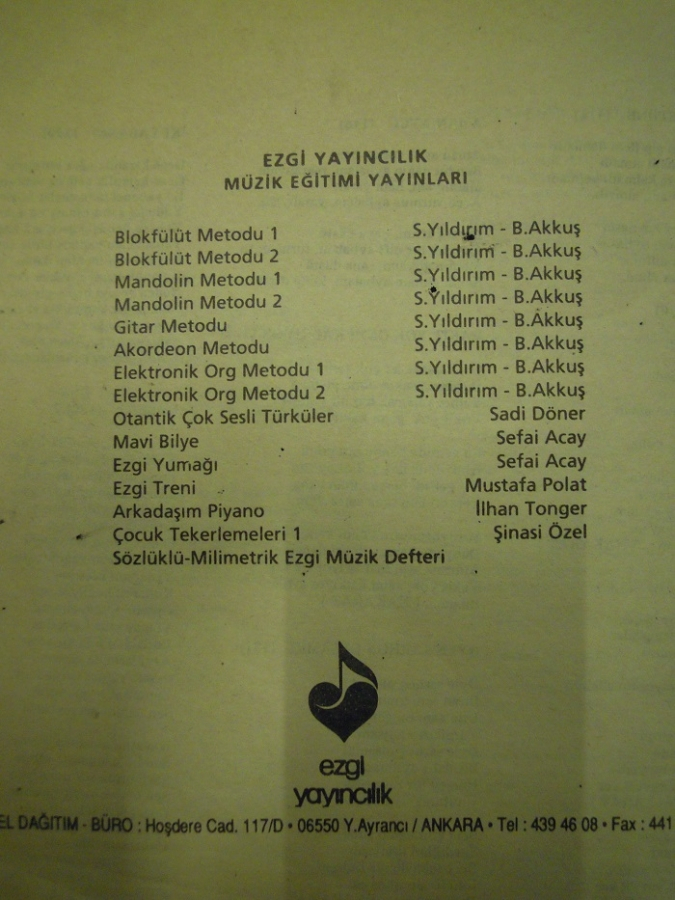 EZGİ YAYINCILIK
MÜZİK EĞİTİMİ YAYINLARI
Blokfülüt Metodu 1 S.Yıldırım - B.Akkuş
Blokfülüt Metodu 2 S.Yıldırım - B.Akkuş
Mandolin Metodu 1 S.Yıldırım - B.Akkuş
Mandolin Metodu 2 S.Yıldırım - B.Akkuş
Gitar Metodu S.Yıldırım - B.Akkuş
Akordeon Metodu S.Yıldırım - B.Akkuş
Elektronik Org Metodu 1 S.Yıldırım - B.Akkuş
Elektronik Org Metodu 2 S.Yıldırım - B.Akkuş
Otantik Çok Sesli Türküler Sadi Döner
Mavi Bilye Sefai Acay
Ezgi Yumağı Sefai Acay
Ezgi Treni Mustafa Polat
Arkadaşım Piyano İlhan Tonger
Çocuk Tekerlemeleri 1 Şinasi Özel
Sözlüklü-Milimetrik Ezgi Müzik Defteri
ezgi
yayıncılık
EL DAĞITIM - BÜRO : Hoşdere Cad. 117/D • 06550 Y.Ayrancı / ANKARA • Tel : 439 46 08 • Fax : 441